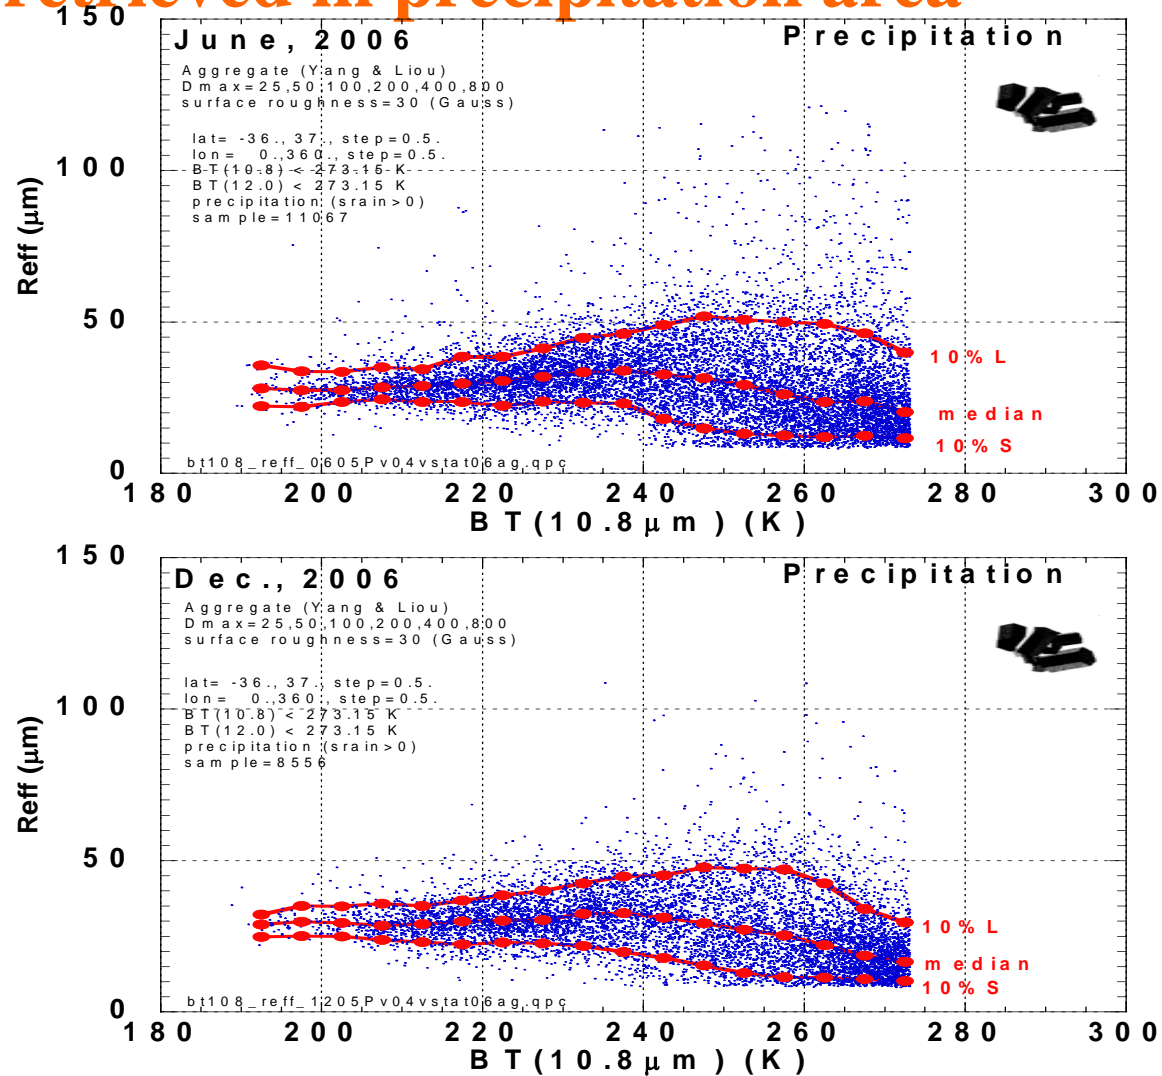 retrieved in precipitation area
June, 2006
Precipitation
Aggregate (Yang & Liou)
Dmax=25,50,100,200,400,800
surface roughness=30 (Gauss)
lat= -36., 37., step=0.5.
lon= 0.,360., step=0.5.
BT(10.8) < 273.15 K
BT(12.0) < 273.15 K
precipitation (srain>0)
sample=11067
150
100
50
0
Reff (μm)
10% L
median
10% S
bt108_reff_0605Pv04vstat06ag.qpc
180 200 220 240 260 280 300
BT(10.8μm) (K)
Dec., 2006
Precipitation
Aggregate (Yang & Liou)
Dmax=25,50,100,200,400,800
surface roughness=30 (Gauss)
lat= -36., 37., step=0.5.
lon= 0.,360., step=0.5.
BT(10.8) < 273.15 K
BT(12.0) < 273.15 K
precipitation (srain>0)
sample=8556
150
100
50
0
Reff (μm)
10% L
median
10% S
bt108_reff_1205Pv04vstat06ag.qpc
180 200 220 240 260 280 300
BT(10.8μm) (K)